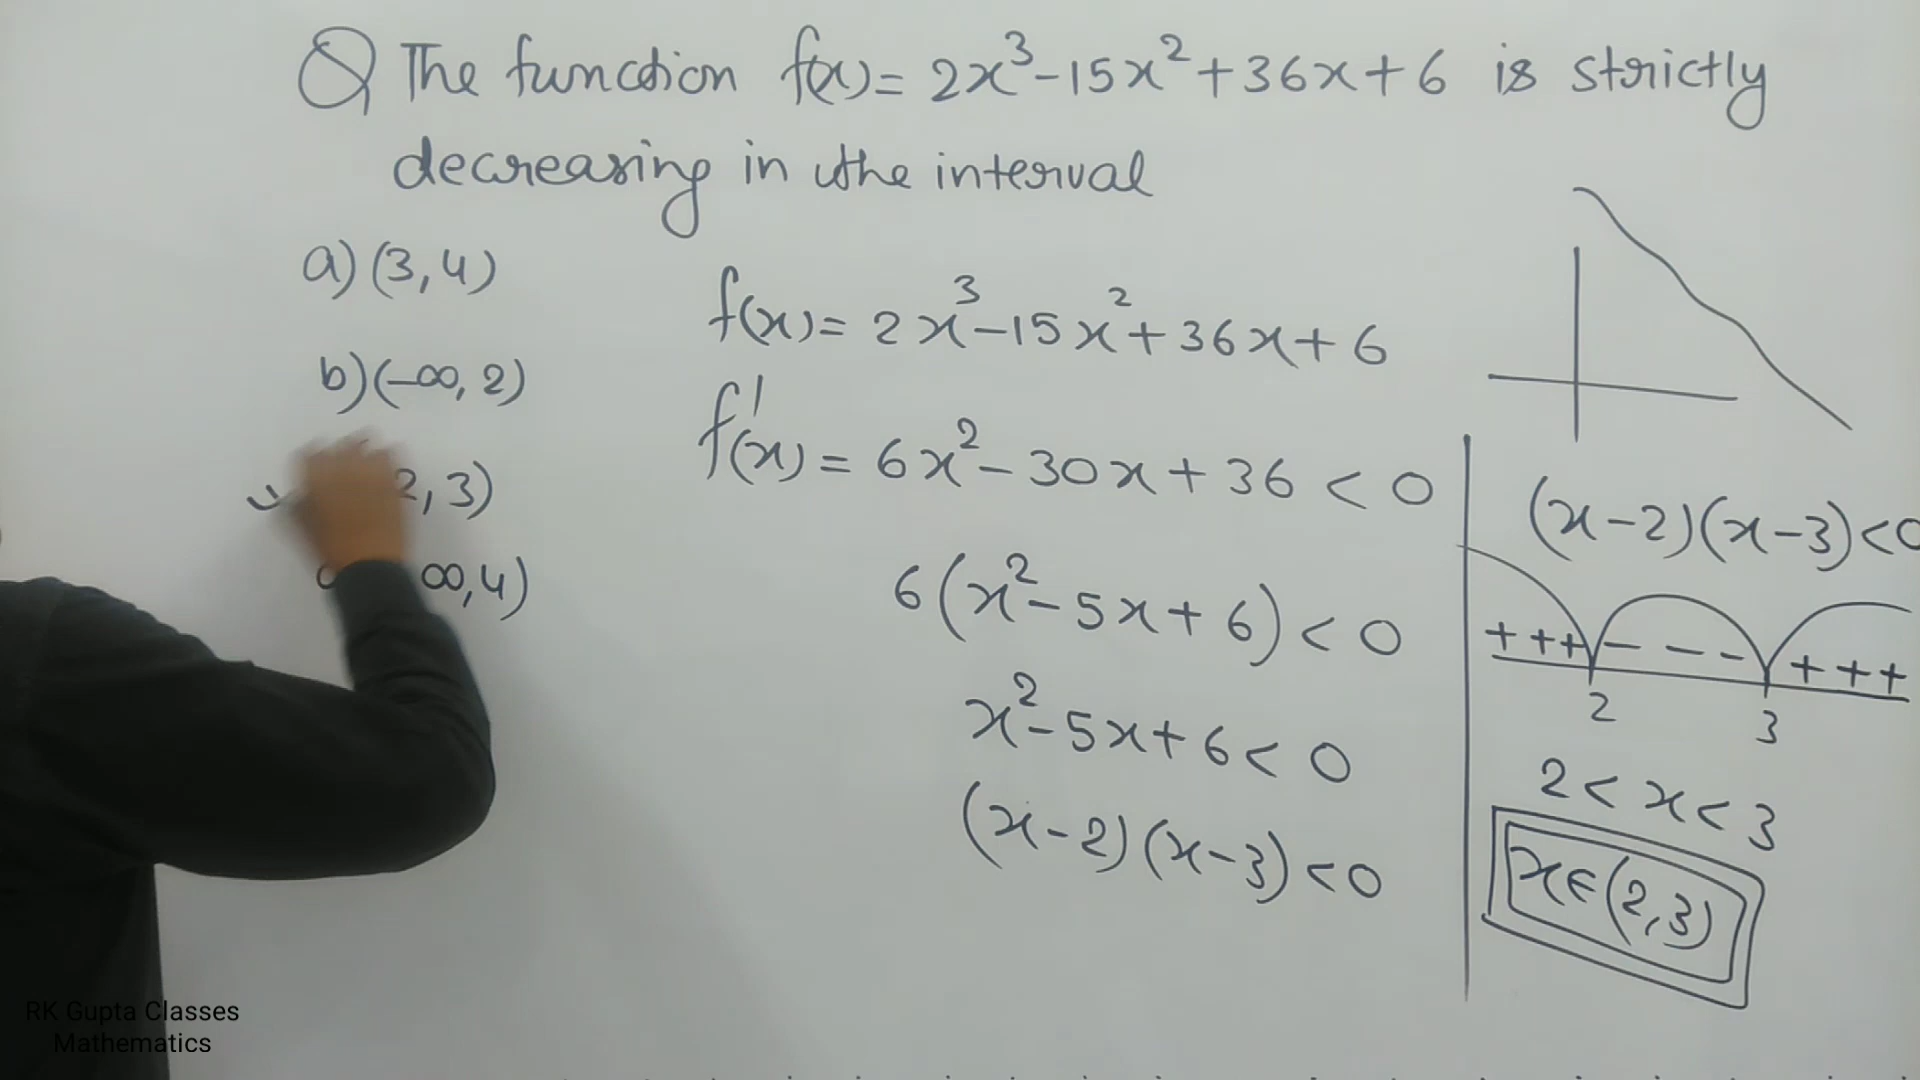 Q The function f(x) = 2x³-15x²+36x+6 is strictly
decreasing in the interval
a) (3,4)
b) (-∞, 2)
2, 3)
∞,4)
f(x) = 2x³-15x²+36x+6
f'(x) = 6x²-30x+36 < 0
6(x²-5x+6) < 0
x²-5x+6 < 0
(x-2)(x-3) < 0
(x-2)(x-3)<0
+++ --- +++
2 3
2 < x < 3
x∈(2,3)
RK Gupta Classes
Mathematics